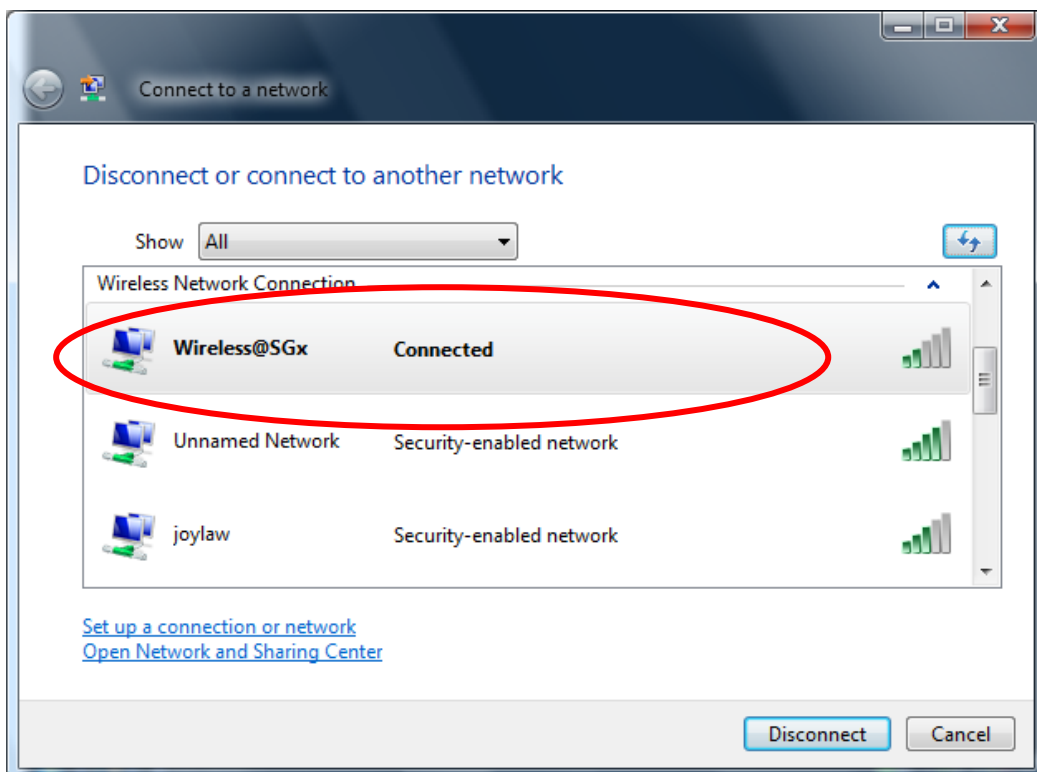 Connect to a network
Disconnect or connect to another network
Show All
Wireless Network Connection
Wireless@SGx Connected
Unnamed Network Security-enabled network
joylaw Security-enabled network
Set up a connection or network
Open Network and Sharing Center
Disconnect Cancel